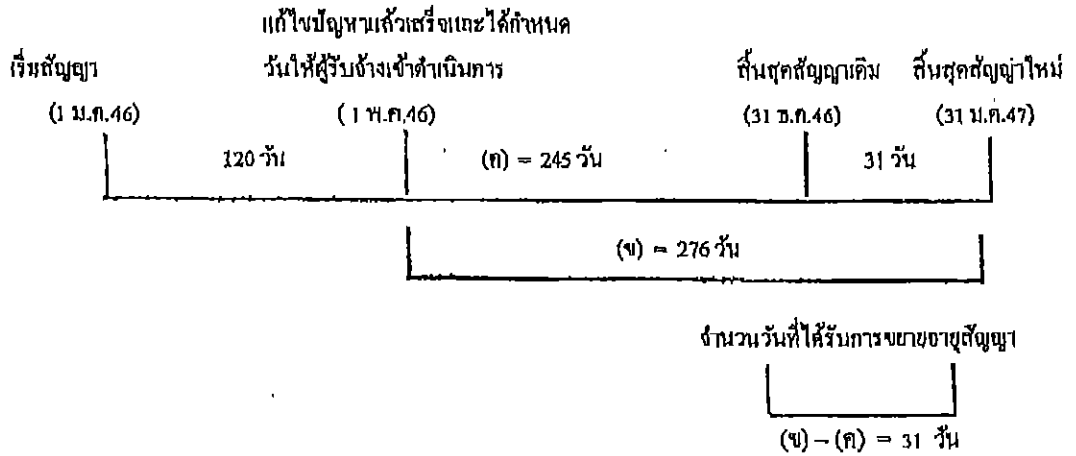 แก้ไขปัญหาแล้วเสร็จและได้กำหนด
เริ่มสัญญา วันให้ผู้รับจ้างเข้าดำเนินการ สิ้นสุดสัญญาเดิม สิ้นสุดสัญญาใหม่
(1 ม.ค.46) (1 พ.ค.46) (31 ธ.ค.46) (31 ม.ค.47)
120 วัน (ค) = 245 วัน 31 วัน
(ข) = 276 วัน
จำนวนวันที่ได้รับการขยายอายุสัญญา
(ข) – (ค) = 31 วัน